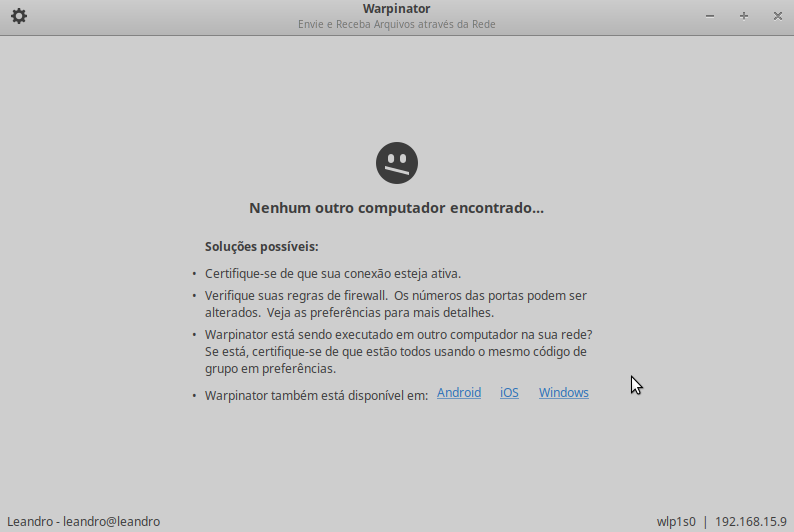 Warpinator
Envie e Receba Arquivos através da Rede
Nenhum outro computador encontrado...
Soluções possíveis:
• Certifique-se de que sua conexão esteja ativa.
• Verifique suas regras de firewall.  Os números das portas podem ser
alterados.  Veja as preferências para mais detalhes.
• Warpinator está sendo executado em outro computador na sua rede?
Se está, certifique-se de que estão todos usando o mesmo código de
grupo em preferências.
• Warpinator também está disponível em: Android iOS Windows
Leandro - leandro@leandro
wlp1s0 | 192.168.15.9